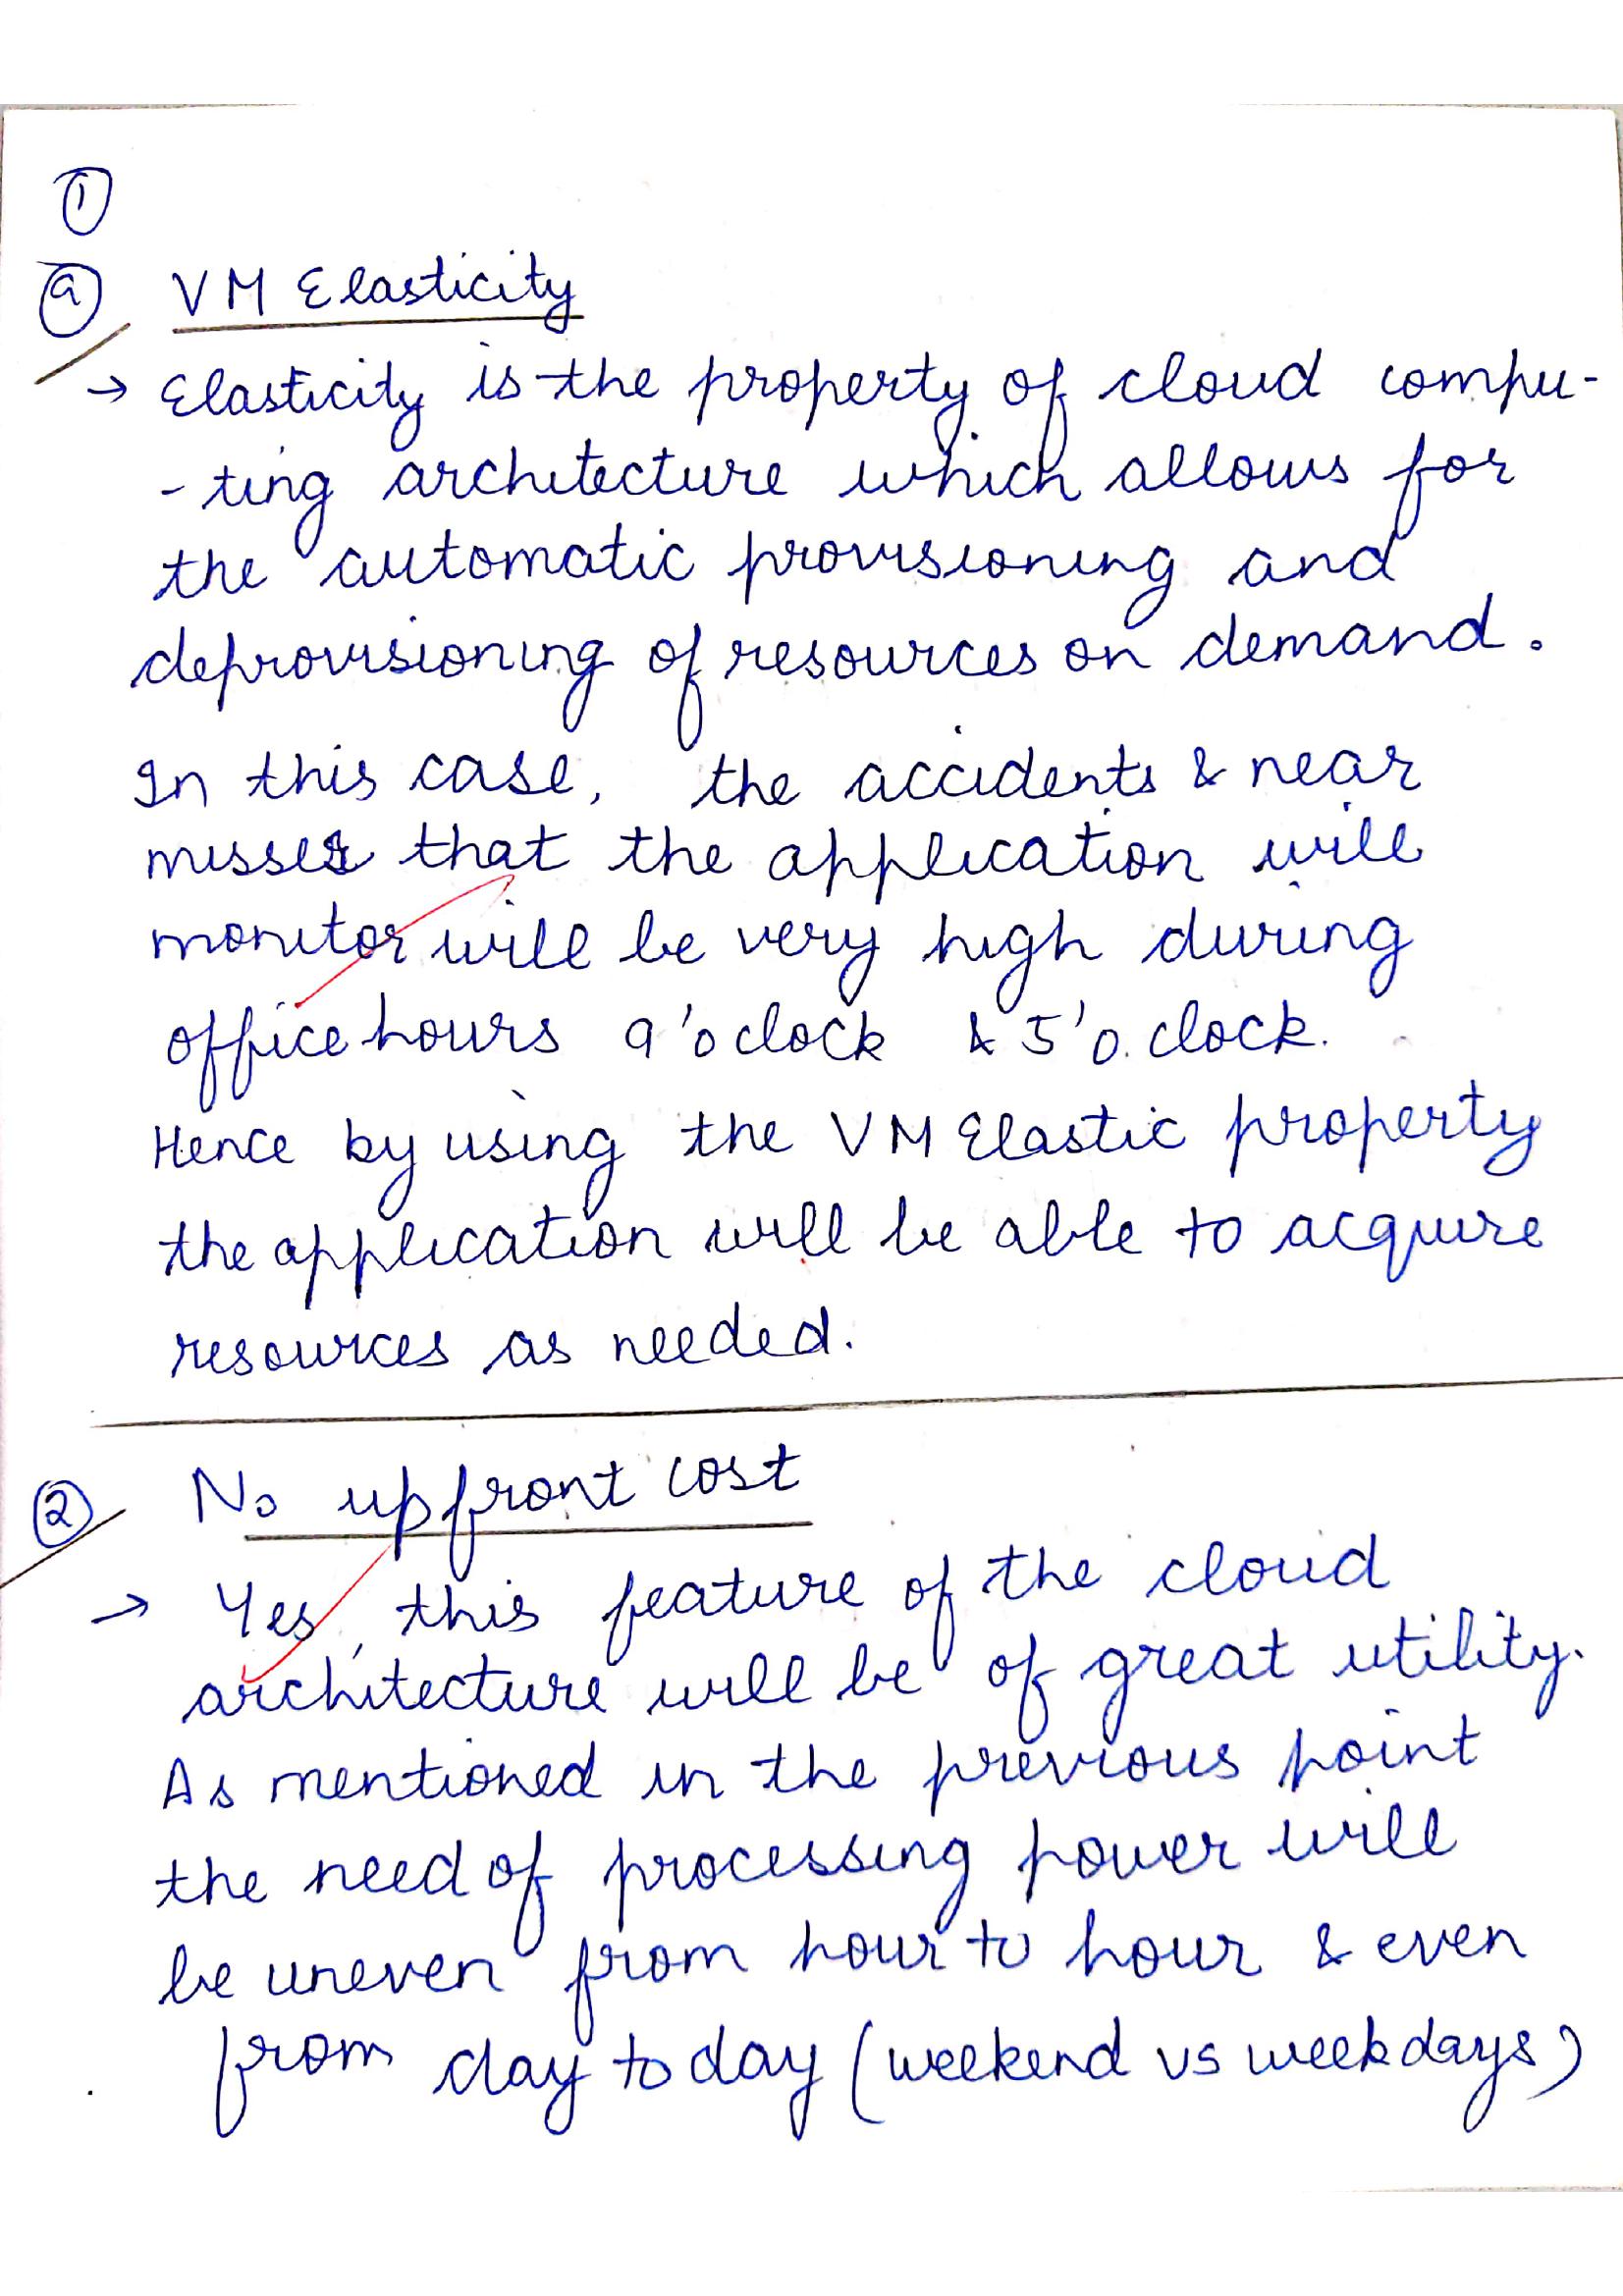 1
a VM Elasticity
→ Elasticity is the property of cloud compu-
-ting architecture which allows for
the automatic provisioning and
deprovisioning of resources on demand.
In this case, the accidents & near
misses that the application will
monitor will be very high during
office hours 9'o clock & 5'o. clock.
Hence by using the VM Elastic property
the application will be able to acquire
resources as needed.
2 No upfront cost
→ Yes, this feature of the cloud
architecture will be of great utility.
As mentioned in the previous point
the need of processing power will
be uneven from hour to hour & even
from day to day (weekend vs weekdays)